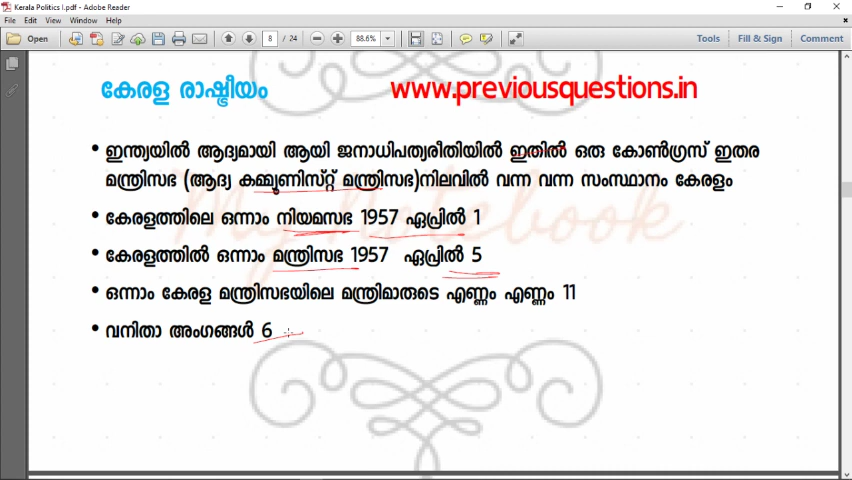 Kerala Politics I.pdf - Adobe Reader
File Edit View Window Help
Open 8 / 24 88.6% Tools Fill & Sign Comment
കേരള രാഷ്ട്രീയം www.previousquestions.in
• ഇന്ത്യയിൽ ആദ്യമായി ആയി ജനാധിപത്യരീതിയിൽ ഇതിൽ ഒരു കോൺഗ്രസ് ഇതര
മന്ത്രിസഭ (ആദ്യ കമ്മ്യൂണിസ്റ്റ് മന്ത്രിസഭ)നിലവിൽ വന്ന വന്ന സംസ്ഥാനം കേരളം
• കേരളത്തിലെ ഒന്നാം നിയമസഭ 1957 ഏപ്രിൽ 1
• കേരളത്തിൽ ഒന്നാം മന്ത്രിസഭ 1957 ഏപ്രിൽ 5
• ഒന്നാം കേരള മന്ത്രിസഭയിലെ മന്ത്രിമാരുടെ എണ്ണം എണ്ണം 11
• വനിതാ അംഗങ്ങൾ 6
My Notebook